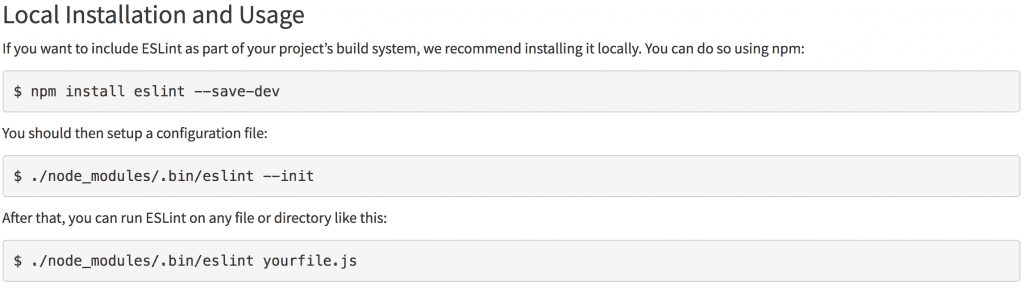 Local Installation and Usage
If you want to include ESLint as part of your project’s build system, we recommend installing it locally. You can do so using npm:
$ npm install eslint --save-dev
You should then setup a configuration file:
$ ./node_modules/.bin/eslint --init
After that, you can run ESLint on any file or directory like this:
$ ./node_modules/.bin/eslint yourfile.js